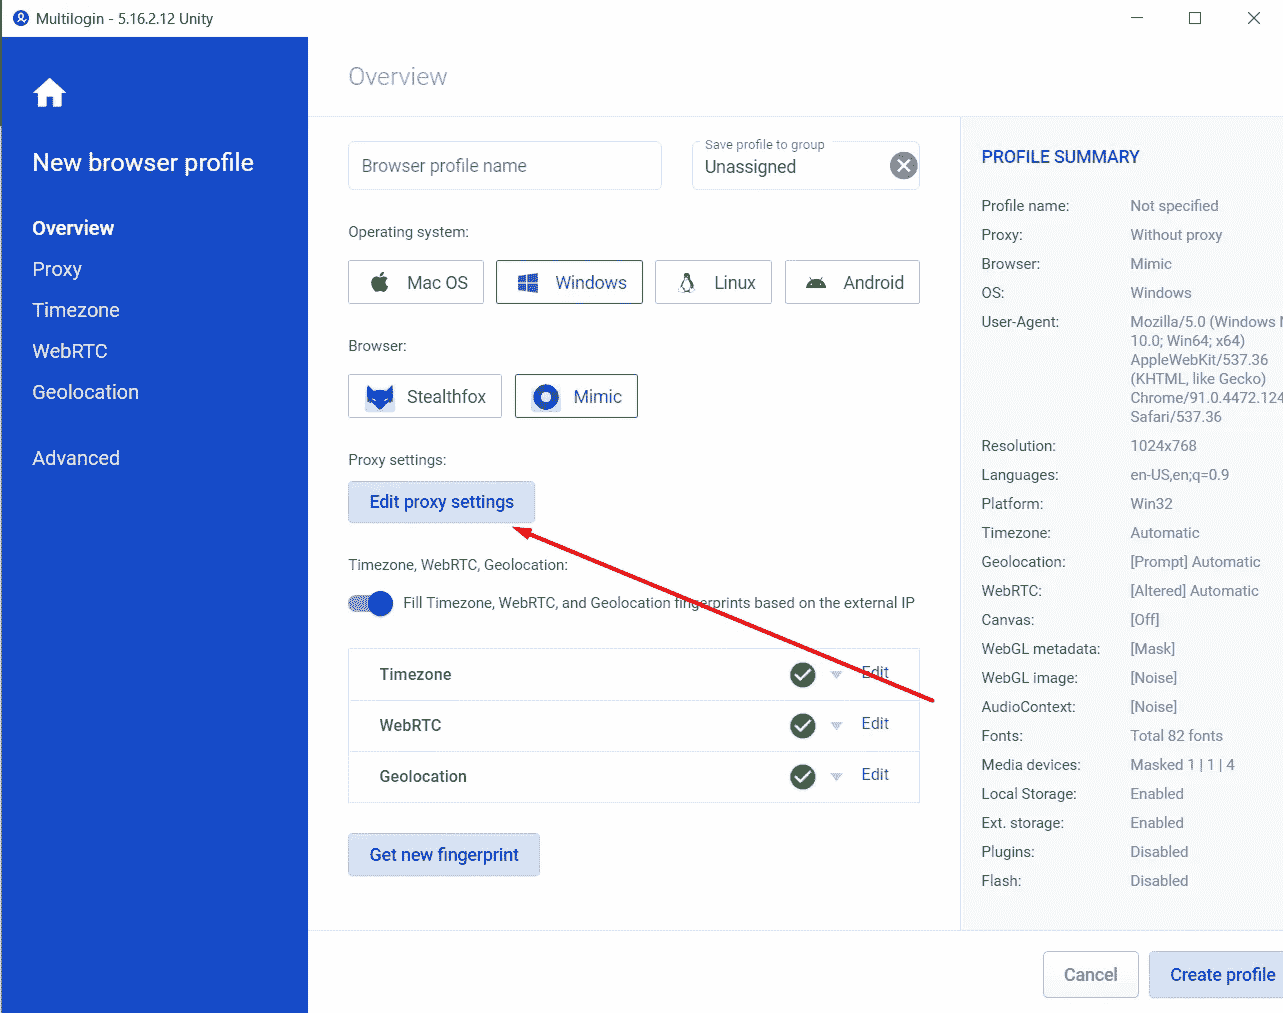 Multilogin - 5.16.2.12 Unity
New browser profile
Overview
Proxy
Timezone
WebRTC
Geolocation
Advanced
Overview
Browser profile name
Save profile to group
Unassigned
Operating system:
Mac OS
Windows
Linux
Android
Browser:
Stealthfox
Mimic
Proxy settings:
Edit proxy settings
Timezone, WebRTC, Geolocation:
Fill Timezone, WebRTC, and Geolocation fingerprints based on the external IP
Timezone Edit
WebRTC Edit
Geolocation Edit
Get new fingerprint
PROFILE SUMMARY
Profile name: Not specified
Proxy: Without proxy
Browser: Mimic
OS: Windows
User-Agent: Mozilla/5.0 (Windows N
10.0; Win64; x64)
AppleWebKit/537.36
(KHTML, like Gecko)
Chrome/91.0.4472.124
Safari/537.36
Resolution: 1024x768
Languages: en-US,en;q=0.9
Platform: Win32
Timezone: Automatic
Geolocation: [Prompt] Automatic
WebRTC: [Altered] Automatic
Canvas: [Off]
WebGL metadata: [Mask]
WebGL image: [Noise]
AudioContext: [Noise]
Fonts: Total 82 fonts
Media devices: Masked 1 | 1 | 4
Local Storage: Enabled
Ext. storage: Enabled
Plugins: Disabled
Flash: Disabled
Cancel
Create profile